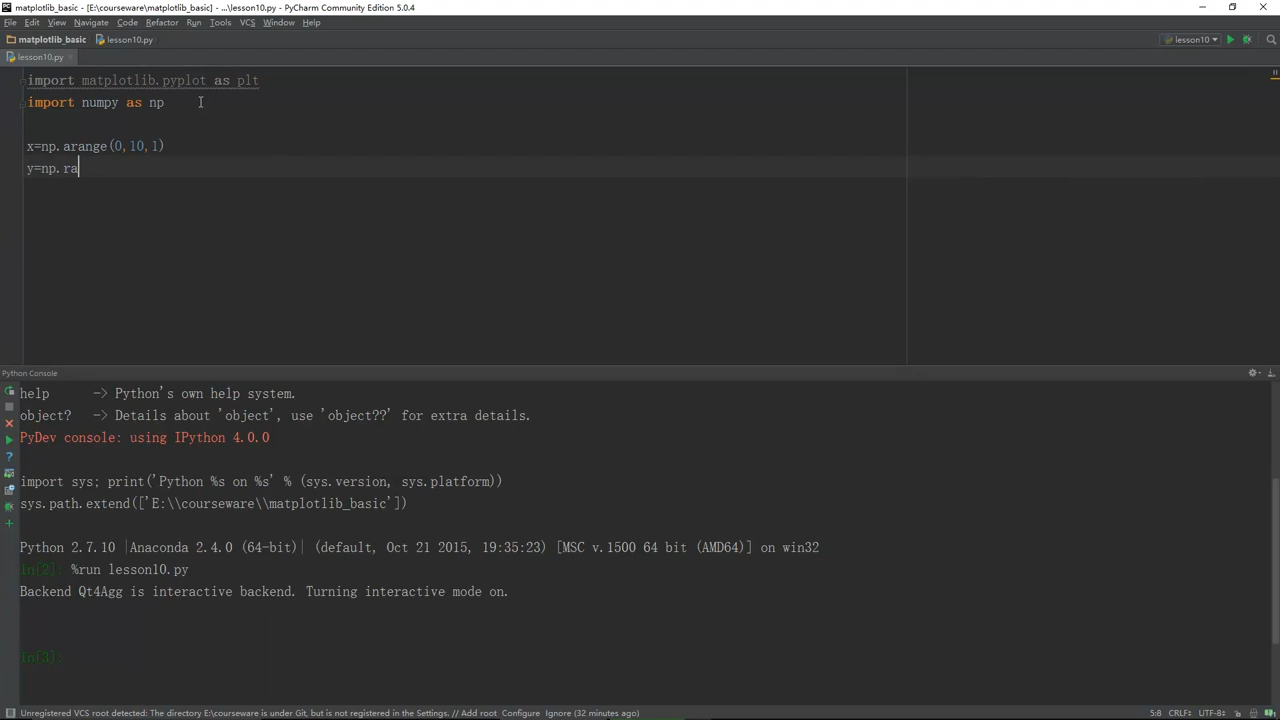 matplotlib_basic - [E:\courseware\matplotlib_basic] - ...\lesson10.py - PyCharm Community Edition 5.0.4
File Edit View Navigate Code Refactor Run Tools VCS Window Help
matplotlib_basic lesson10.py lesson10
lesson10.py
import matplotlib.pyplot as plt
import numpy as np
x=np.arange(0,10,1)
y=np.ra
Python Console
help -> Python's own help system.
object? -> Details about 'object', use 'object??' for extra details.
PyDev console: using IPython 4.0.0
import sys; print('Python %s on %s' % (sys.version, sys.platform))
sys.path.extend(['E:\\courseware\\matplotlib_basic'])
Python 2.7.10 |Anaconda 2.4.0 (64-bit)| (default, Oct 21 2015, 19:35:23) [MSC v.1500 64 bit (AMD64)] on win32
In[2]: %run lesson10.py
Backend Qt4Agg is interactive backend. Turning interactive mode on.
In[3]:
Unregistered VCS root detected: The directory E:\courseware is under Git, but is not registered in the Settings. // Add root Configure Ignore (32 minutes ago) 5:8 CRLF UTF-8